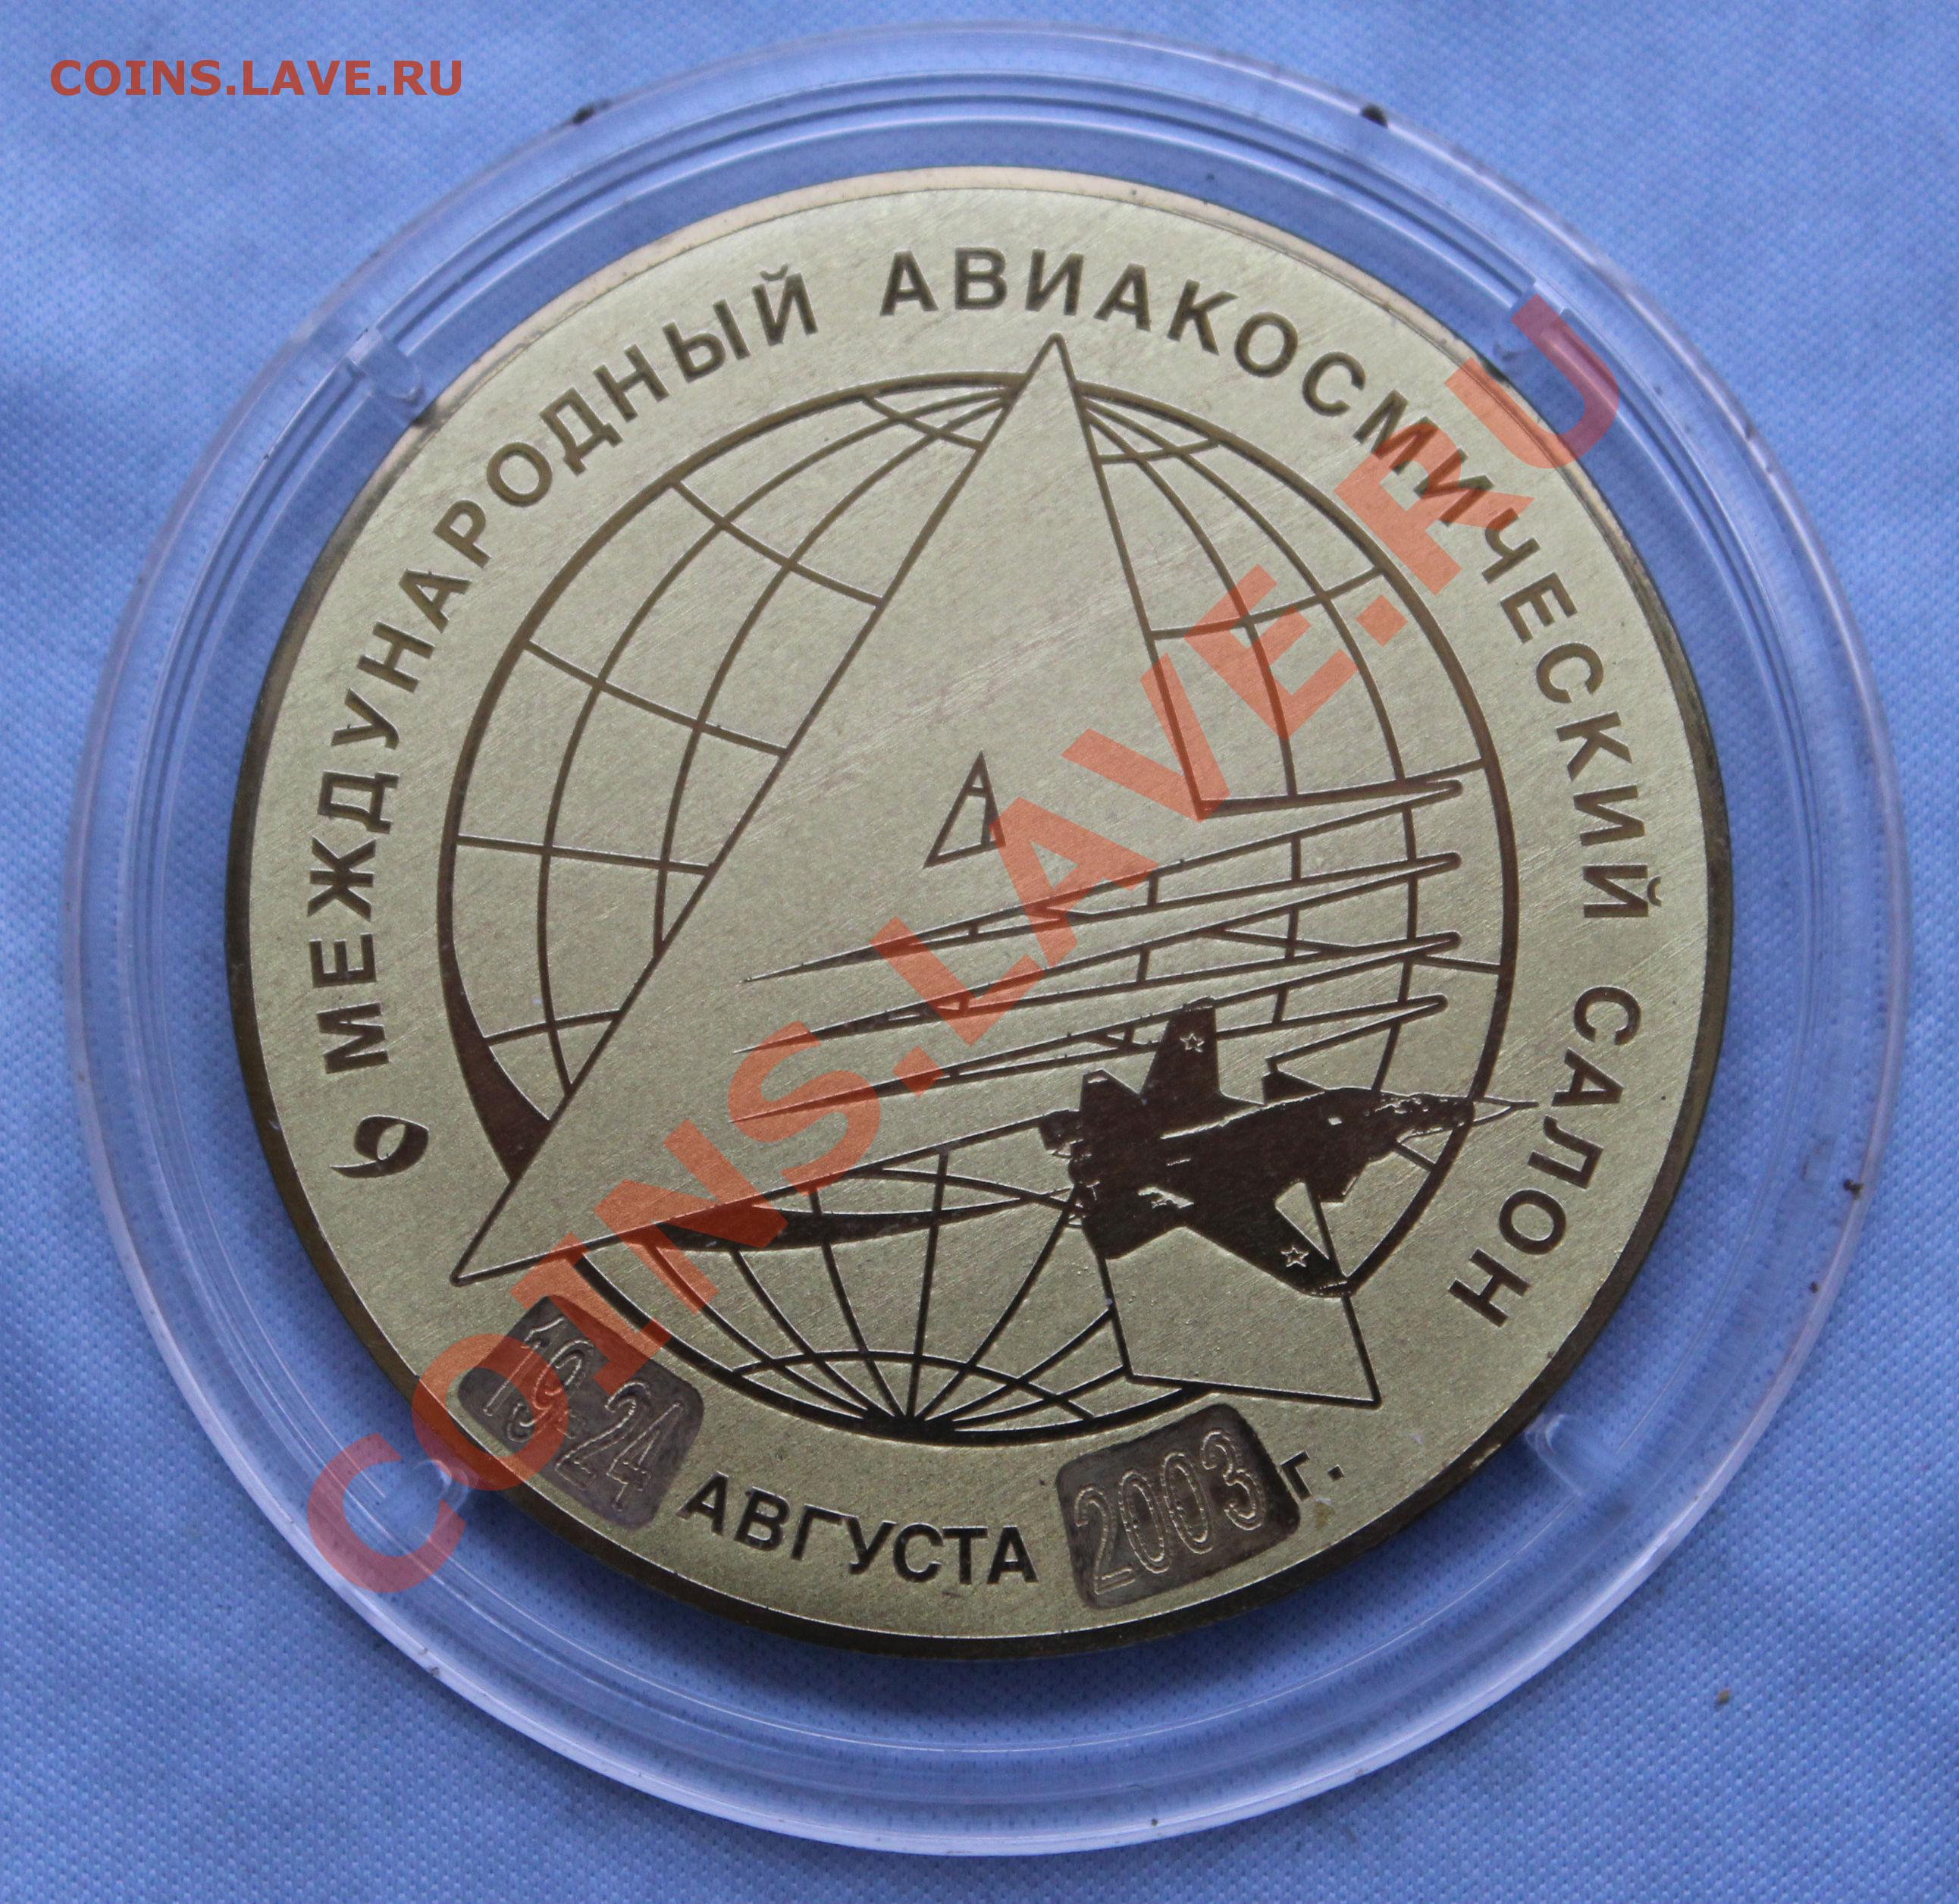 COINS.LAVE.RU
6 МЕЖДУНАРОДНЫЙ АВИАКОСМИЧЕСКИЙ САЛОН
19-24 АВГУСТА 2003 г.
COINS.LAVE.RU